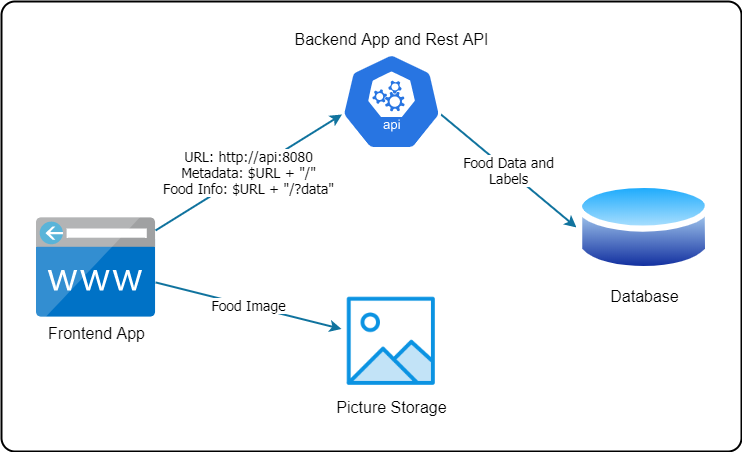 Backend App and Rest API
api
URL: http://api:8080
Metadata: $URL + "/"
Food Info: $URL + "/?data"
Food Data and
Labels
WWW
Frontend App
Food Image
Database
Picture Storage